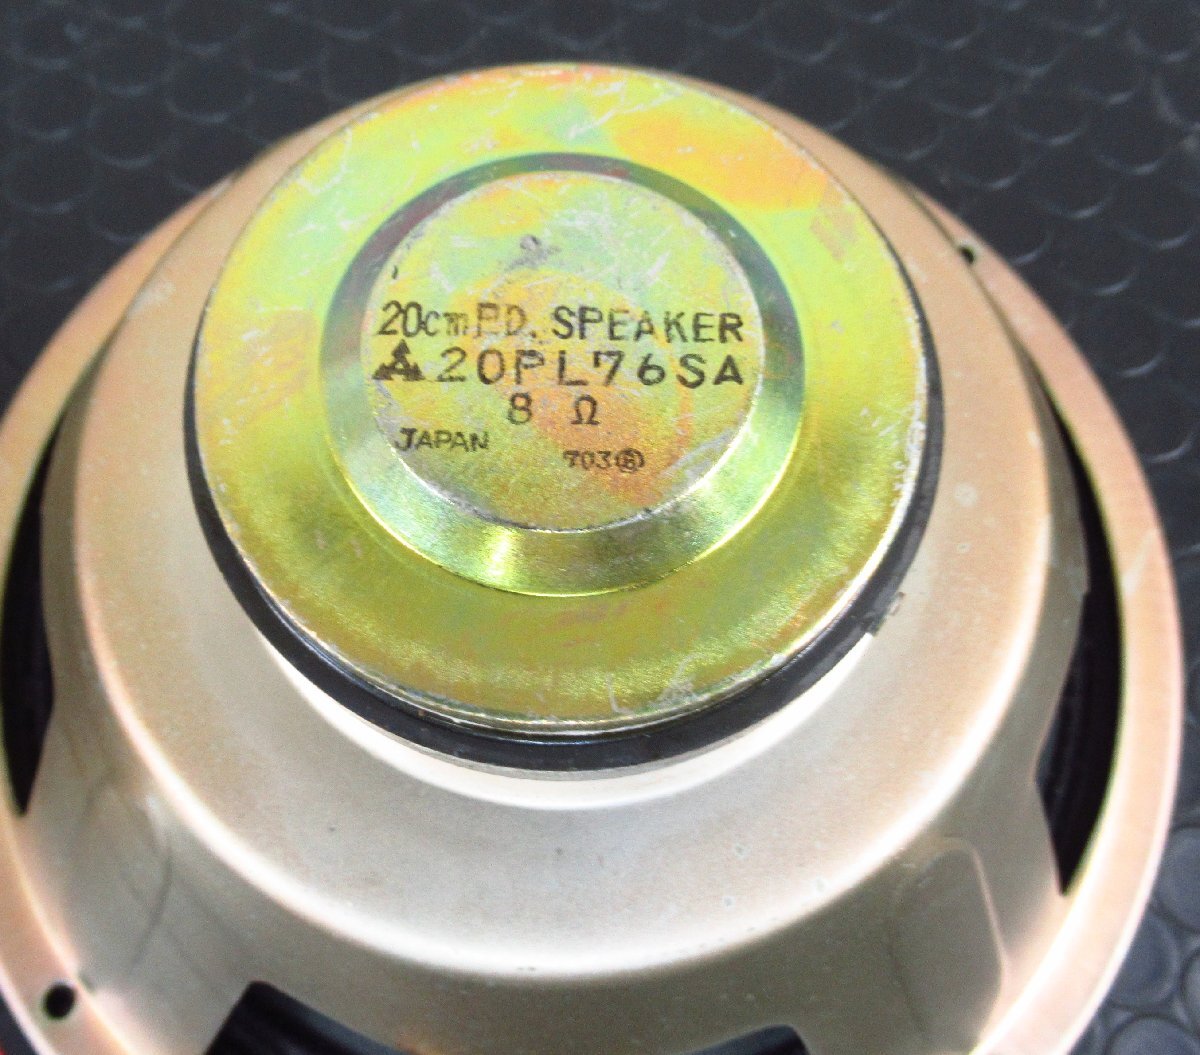 20cm P.D. SPEAKER
20PL76SA
8 Ω
JAPAN 703